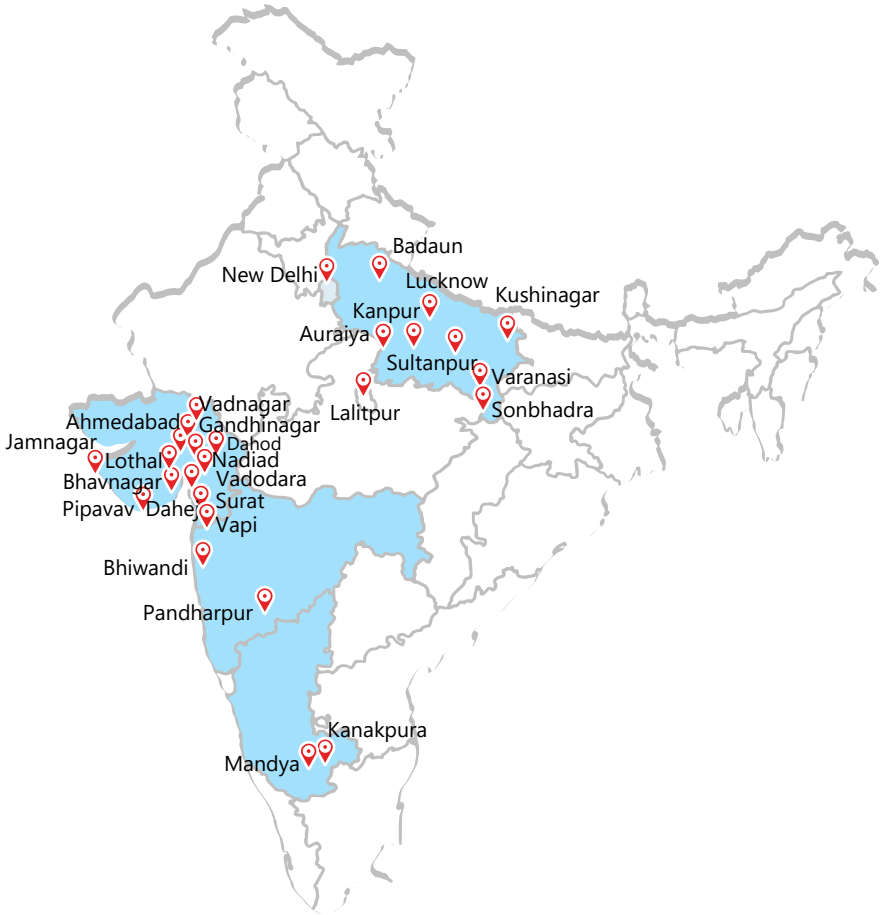 Badaun
New Delhi
Lucknow
Kushinagar
Kanpur
Auraiya
Sultanpur
Varanasi
Lalitpur
Sonbhadra
Vadnagar
Ahmedabad
Gandhinagar
Jamnagar
Dahod
Lothal
Nadiad
Bhavnagar
Vadodara
Surat
Pipavav
Dahej
Vapi
Bhiwandi
Pandharpur
Kanakpura
Mandya